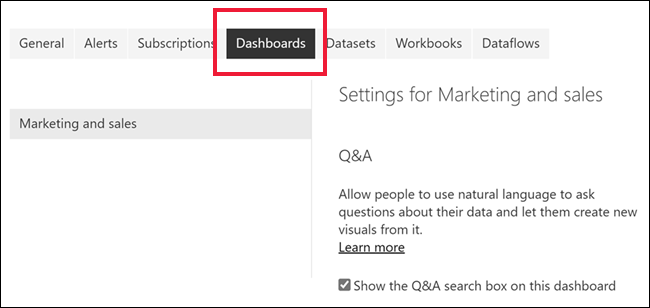 General Alerts Subscriptions Dashboards Datasets Workbooks Dataflows
Settings for Marketing and sales
Marketing and sales
Q&A
Allow people to use natural language to ask
questions about their data and let them create new
visuals from it.
Learn more
Show the Q&A search box on this dashboard